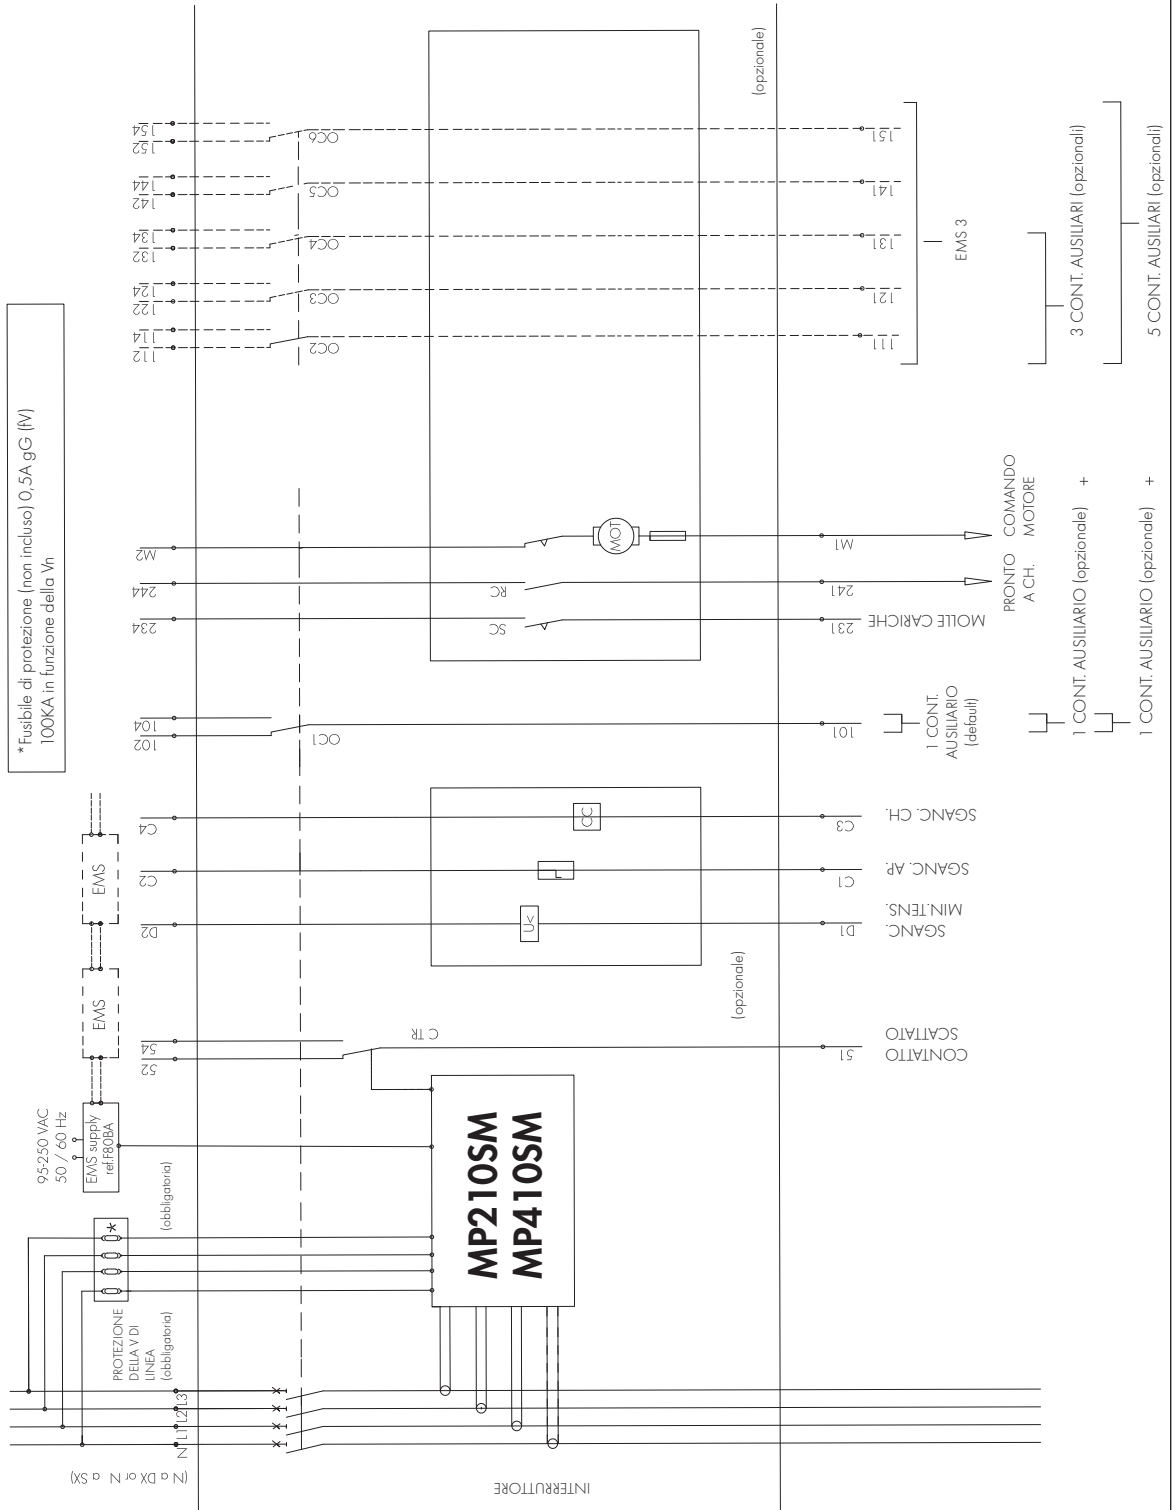 *Fusibile di protezione (non incluso) 0,5A gG (fV)
100KA in funzione della Vn
95-250 VAC
50 / 60 Hz
EMS supply
ref.F80BA
EMS
EMS
(obbligatoria)
*
PROTEZIONE
DELLA V DI
LINEA
(obbligatoria)
(N a DX or N a SX)
N
L1
L2
L3
52
54
D2
C2
C4
102
104
234
244
M2
112
114
122
124
132
134
142
144
152
154
INTERRUTTORE
MP210SM
MP410SM
C TR
U<
CC
OC1
SC
RC
MOT
OC2
OC3
OC4
OC5
OC6
(opzionale)
(opzionale)
51
D1
C1
C3
101
231
241
M1
111
121
131
141
151
CONTATTO
SCATTATO
SGANC.
MIN.TENS.
SGANC. AP.
SGANC. CH.
1 CONT.
AUSILIARIO
(default)
MOLLE CARICHE
PRONTO
A CH.
COMANDO
MOTORE
EMS 3
1 CONT. AUSILIARIO (opzionale) +
3 CONT. AUSILIARI (opzionali)
1 CONT. AUSILIARIO (opzionale) +
5 CONT. AUSILIARI (opzionali)